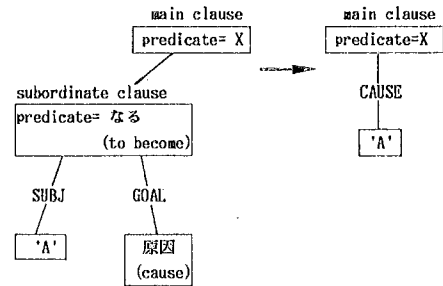 main clause
predicate= X
main clause
predicate=X
subordinate clause
predicate= なる
(to become)
CAUSE
'A'
SUBJ
GOAL
'A'
原因
(cause)